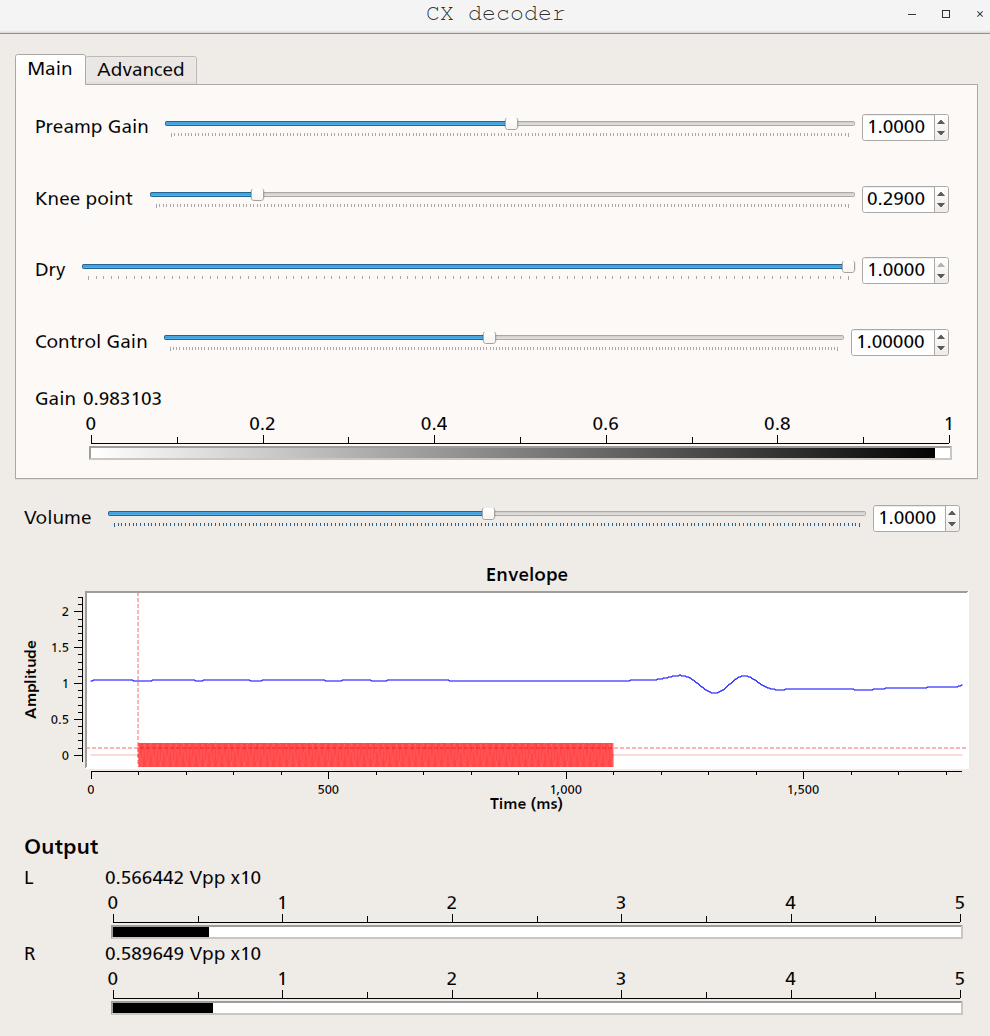 CX decoder
Main Advanced
Preamp Gain 1.0000
Knee point 0.2900
Dry 1.0000
Control Gain 1.00000
Gain 0.983103
0 0.2 0.4 0.6 0.8 1
Volume 1.0000
Envelope
Amplitude
2
1.5
1
0.5
0
0 500 1,000 1,500
Time (ms)
Output
L 0.566442 Vpp x10
0 1 2 3 4 5
R 0.589649 Vpp x10
0 1 2 3 4 5